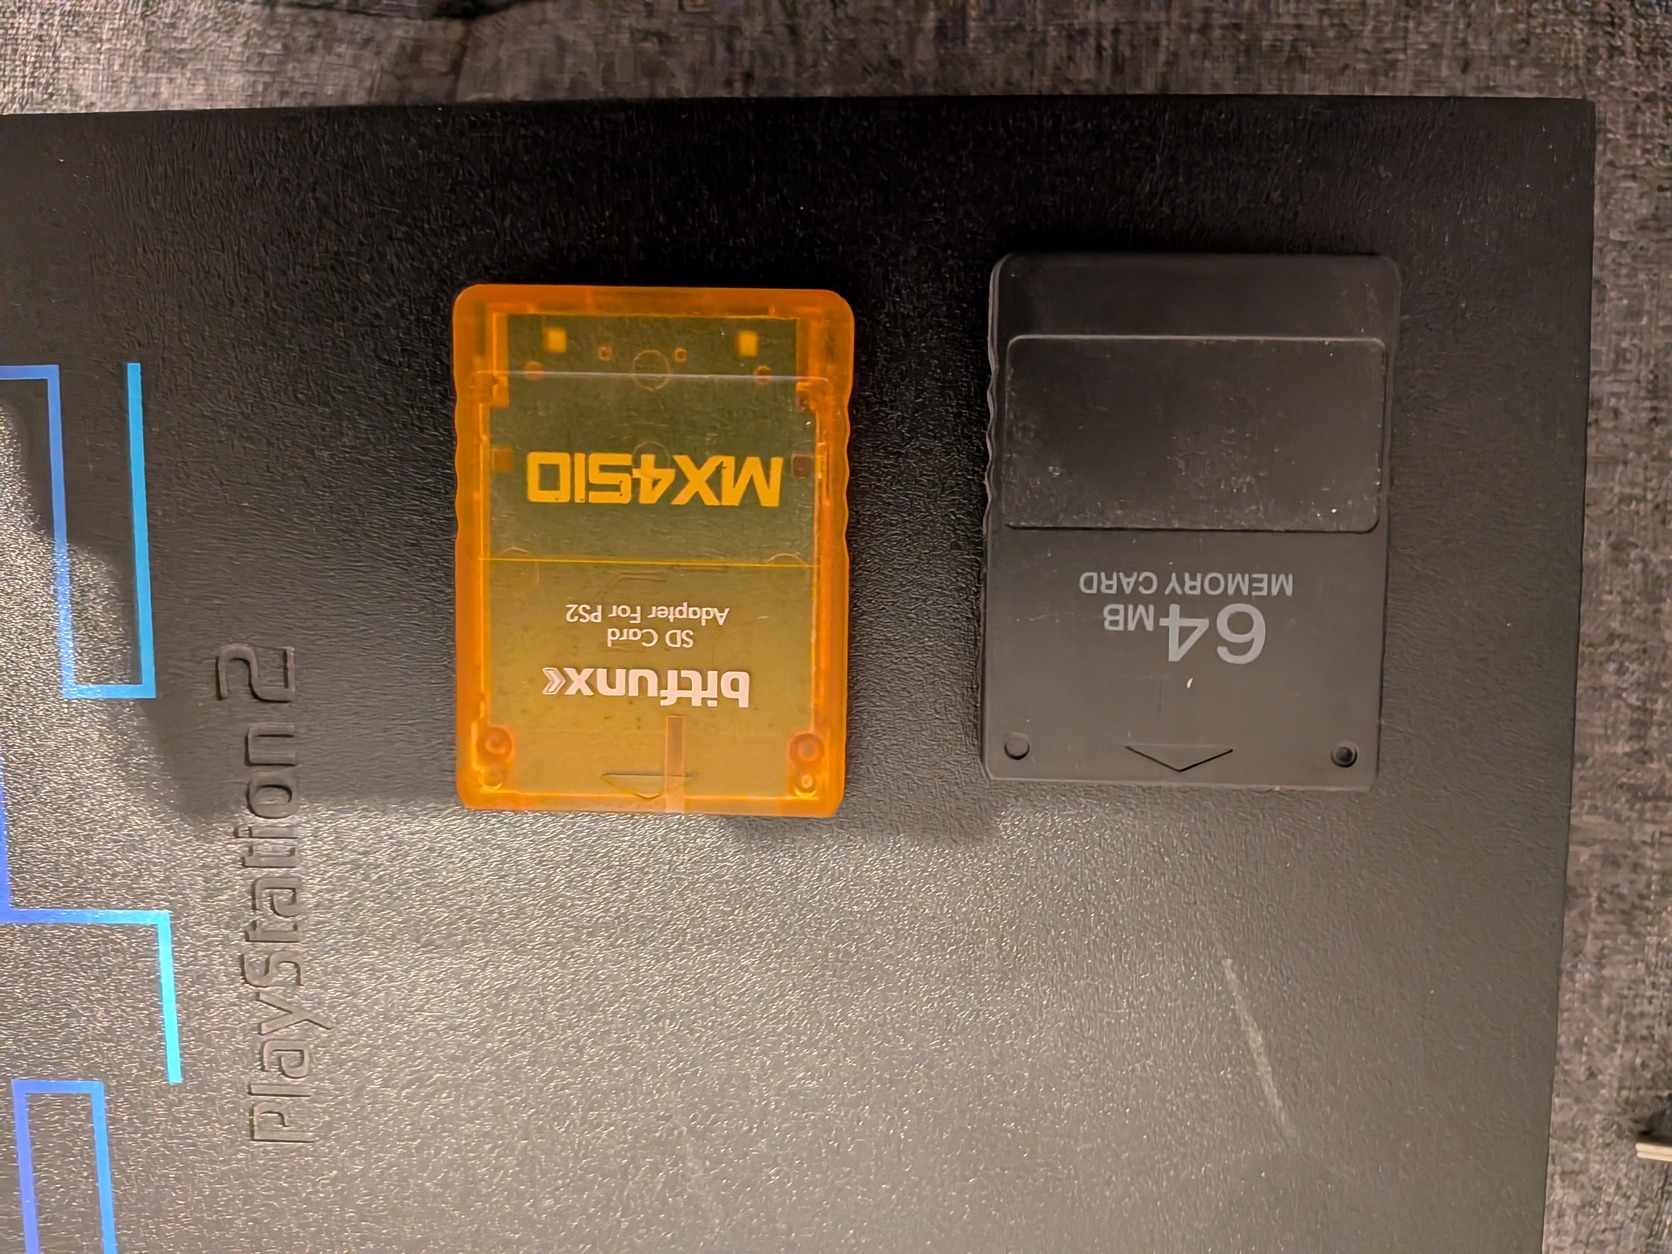 bitfunx
SD Card
Adapter For PS2
MX4SIO
64MB
MEMORY CARD
PlayStation 2